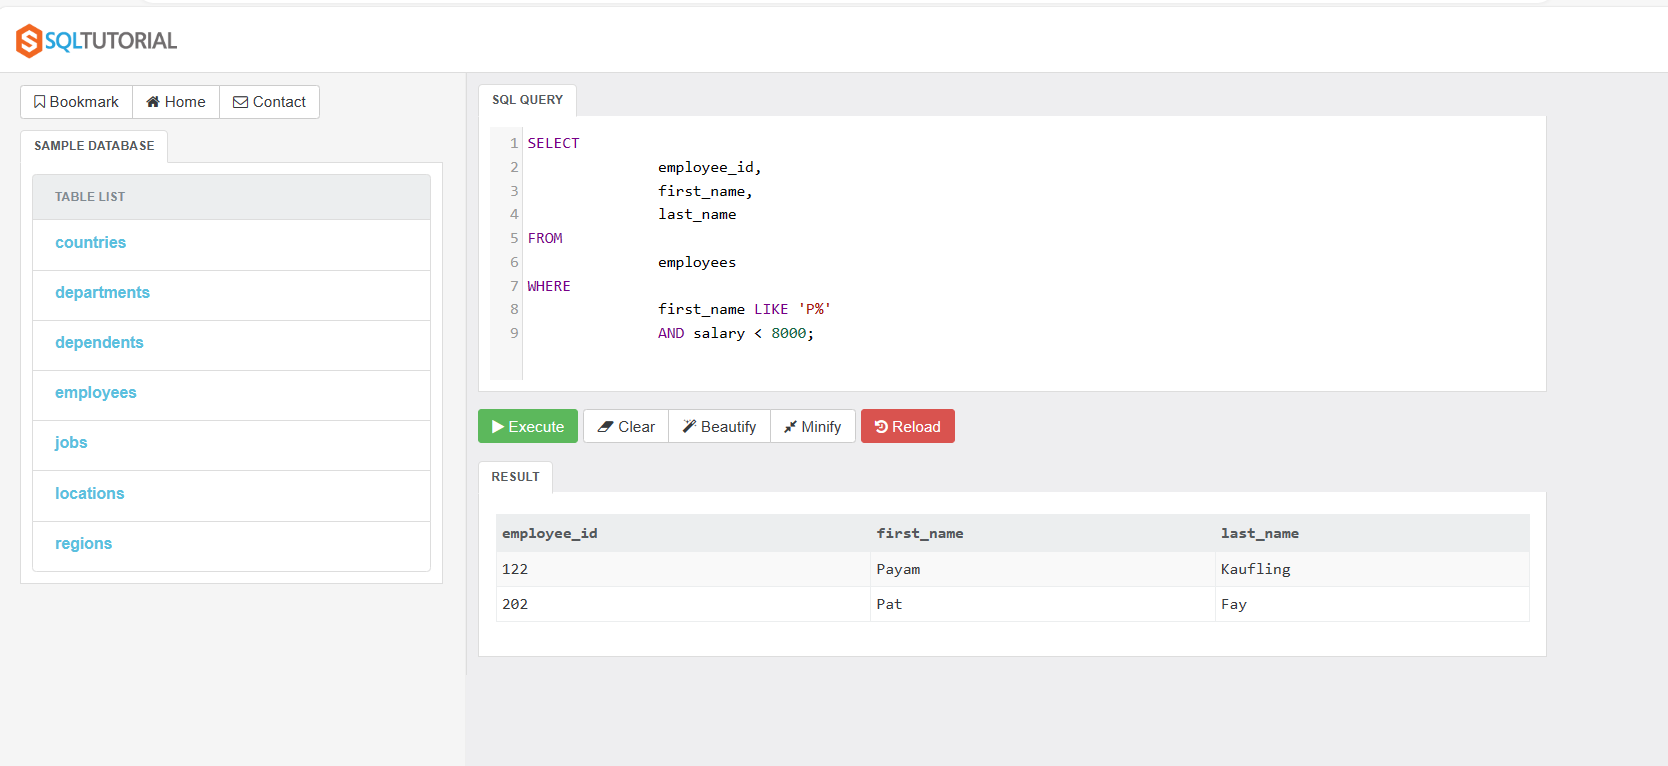 SQLTUTORIAL
Bookmark Home Contact
SAMPLE DATABASE
TABLE LIST
countries
departments
dependents
employees
jobs
locations
regions
SQL QUERY
1 SELECT
2 employee_id,
3 first_name,
4 last_name
5 FROM
6 employees
7 WHERE
8 first_name LIKE 'P%'
9 AND salary < 8000;
Execute Clear Beautify Minify Reload
RESULT
employee_id first_name last_name
122 Payam Kaufling
202 Pat Fay